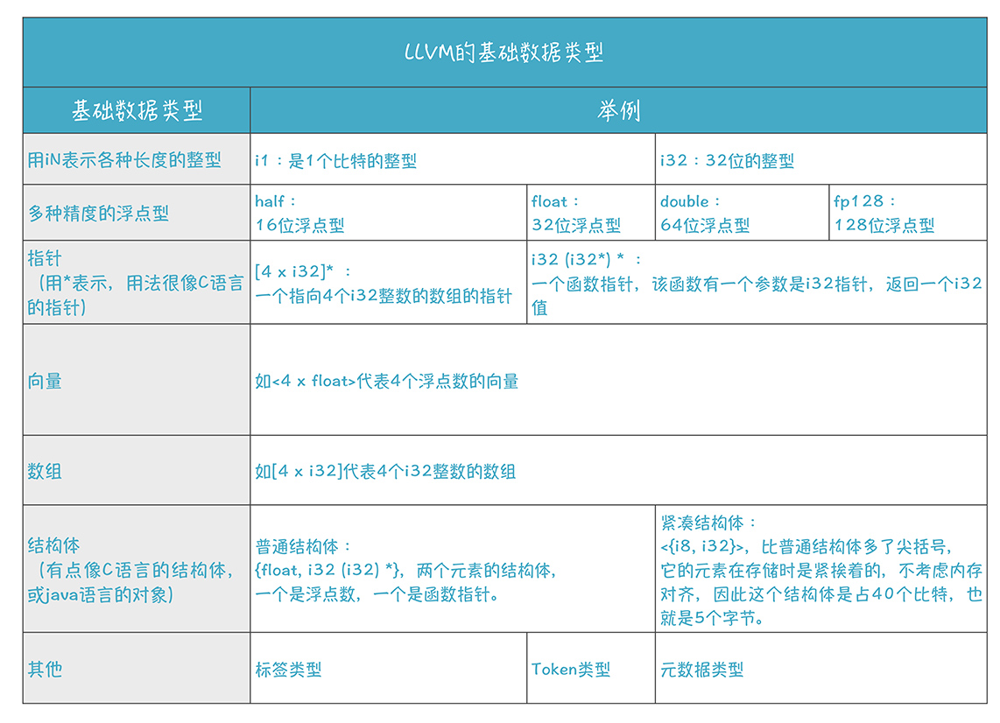 LLVM的基础数据类型
基础数据类型
举例
用iN表示各种长度的整型
i1：是1个比特的整型
i32：32位的整型
多种精度的浮点型
half：
16位浮点型
float：
32位浮点型
double：
64位浮点型
fp128：
128位浮点型
指针
（用*表示，用法很像C语言
的指针）
[4 x i32]* ：
一个指向4个i32整数的数组的指针
i32 (i32*) * ：
一个函数指针，该函数有一个参数是i32指针，返回一个i32
值
向量
如<4 x float>代表4个浮点数的向量
数组
如[4 x i32]代表4个i32整数的数组
结构体
（有点像C语言的结构体，
或java语言的对象）
普通结构体：
{float, i32 (i32) *}，两个元素的结构体，
一个是浮点数，一个是函数指针。
紧凑结构体：
<{i8, i32}>，比普通结构体多了尖括号，
它的元素在存储时是紧挨着的，不考虑内存
对齐，因此这个结构体是占40个比特，也
就是5个字节。
其他
标签类型
Token类型
元数据类型